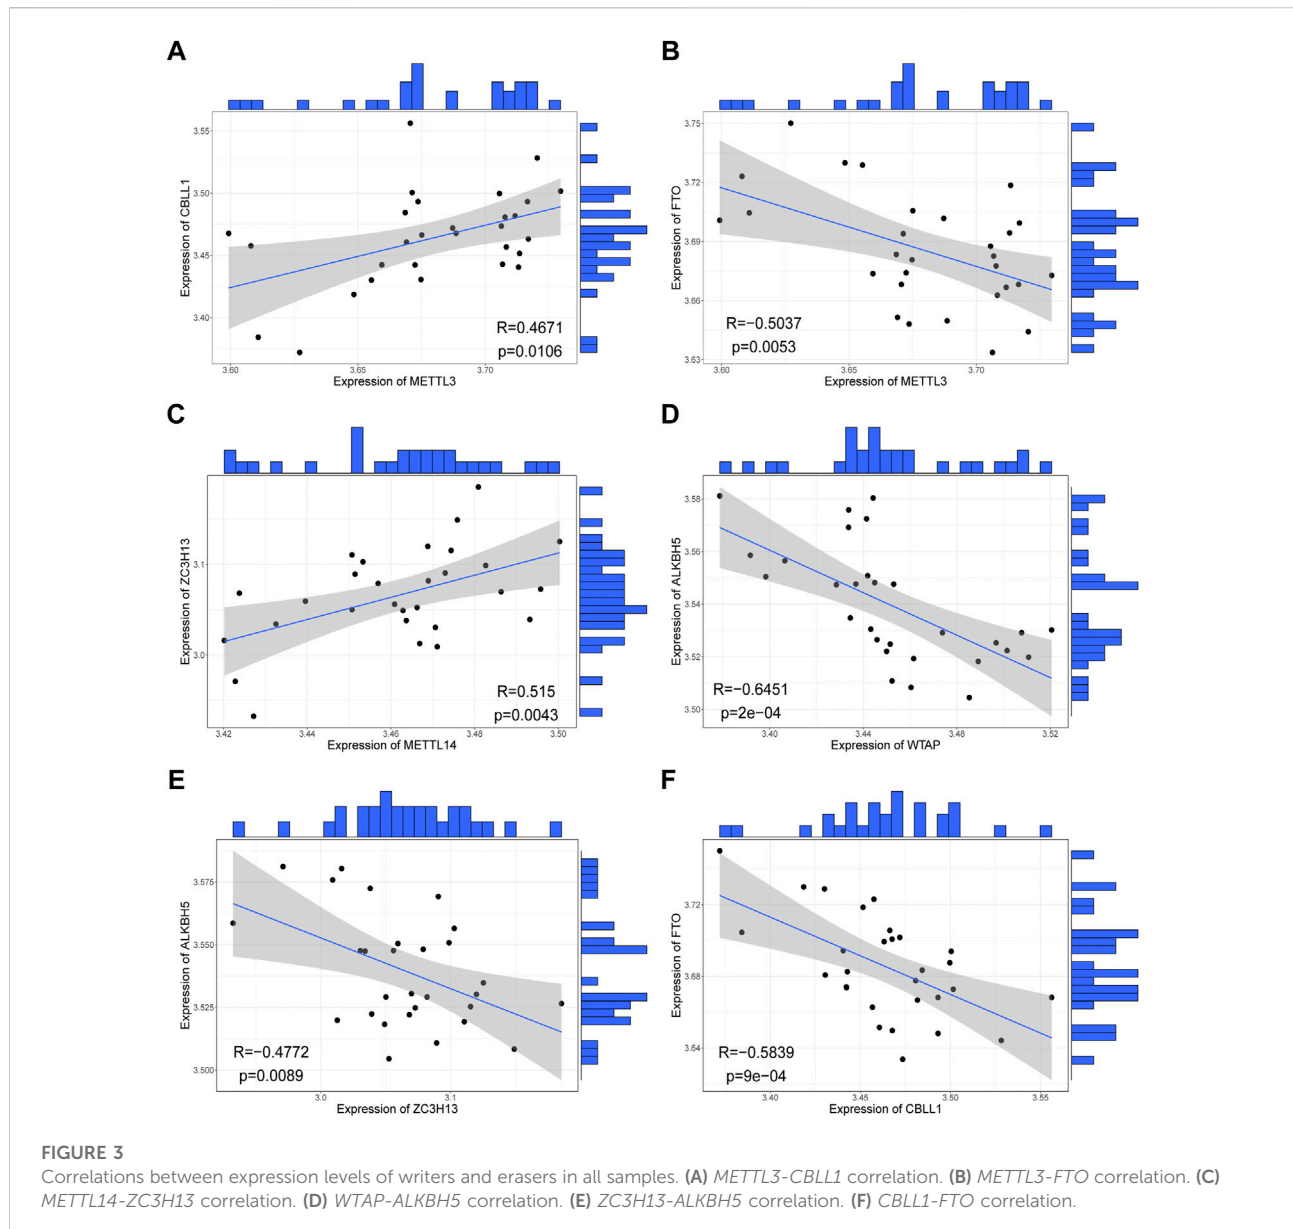 A
3.55
3.50
3.45
3.40
Expression of CBLL1
R=0.4671
p=0.0106
3.60
3.65
3.70
Expression of METTL3
B
3.75
3.72
3.69
3.66
3.63
Expression of FTO
R=−0.5037
p=0.0053
3.60
3.65
3.70
Expression of METTL3
C
3.1
3.0
Expression of ZC3H13
R=0.515
p=0.0043
3.42
3.44
3.46
3.48
3.50
Expression of METTL14
D
3.58
3.56
3.54
3.52
3.50
Expression of ALKBH5
R=−0.6451
p=2e−04
3.40
3.44
3.48
3.52
Expression of WTAP
E
3.575
3.550
3.525
3.500
Expression of ALKBH5
R=−0.4772
p=0.0089
3.0
3.1
Expression of ZC3H13
F
3.72
3.68
3.64
Expression of FTO
R=−0.5839
p=9e−04
3.40
3.45
3.50
3.55
Expression of CBLL1
FIGURE 3
Correlations between expression levels of writers and erasers in all samples. (A) METTL3-CBLL1 correlation. (B) METTL3-FTO correlation. (C)
METTL14-ZC3H13 correlation. (D) WTAP-ALKBH5 correlation. (E) ZC3H13-ALKBH5 correlation. (F) CBLL1-FTO correlation.